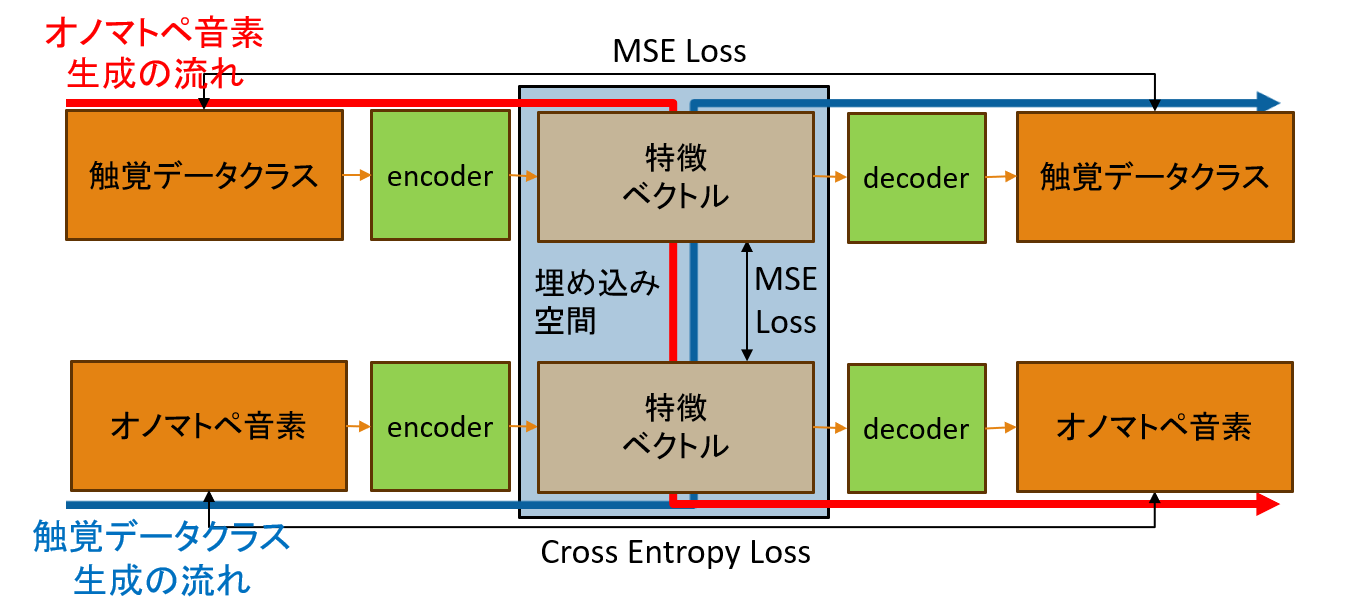 オノマトペ音素
生成の流れ
MSE Loss
触覚データクラス
encoder
特徴
ベクトル
decoder
触覚データクラス
埋め込み
空間
MSE
Loss
オノマトペ音素
encoder
特徴
ベクトル
decoder
オノマトペ音素
触覚データクラス
生成の流れ
Cross Entropy Loss